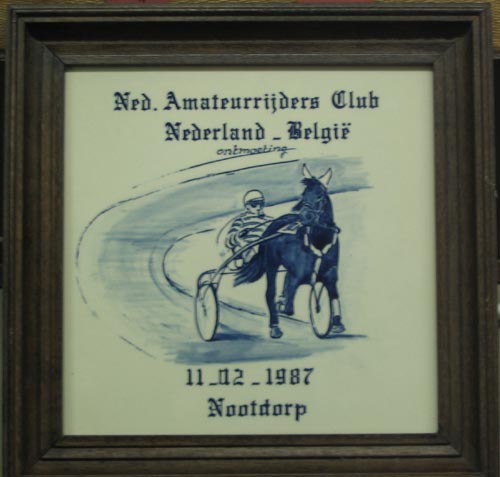 Ned. Amateurrijders Club
Nederland - België
ontmoeting
11-02-1987
Nootdorp